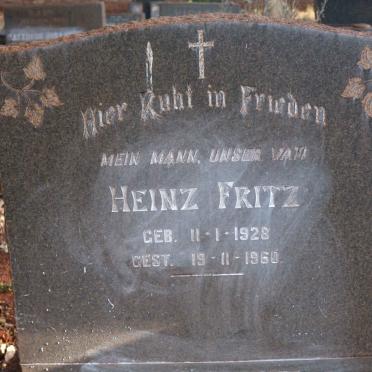 Hier Ruht in Frieden
MEIN MANN, UNSER VATI
HEINZ FRITZ
GEB. 11-1-1928
GEST. 19-11-1960.